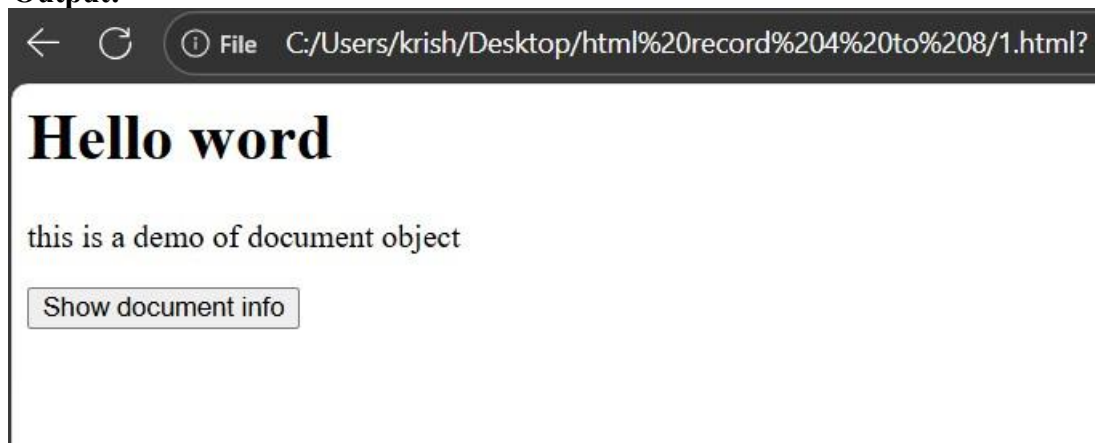 Output:
File C:/Users/krish/Desktop/html%20record%204%20to%208/1.html?
Hello word
this is a demo of document object
Show document info